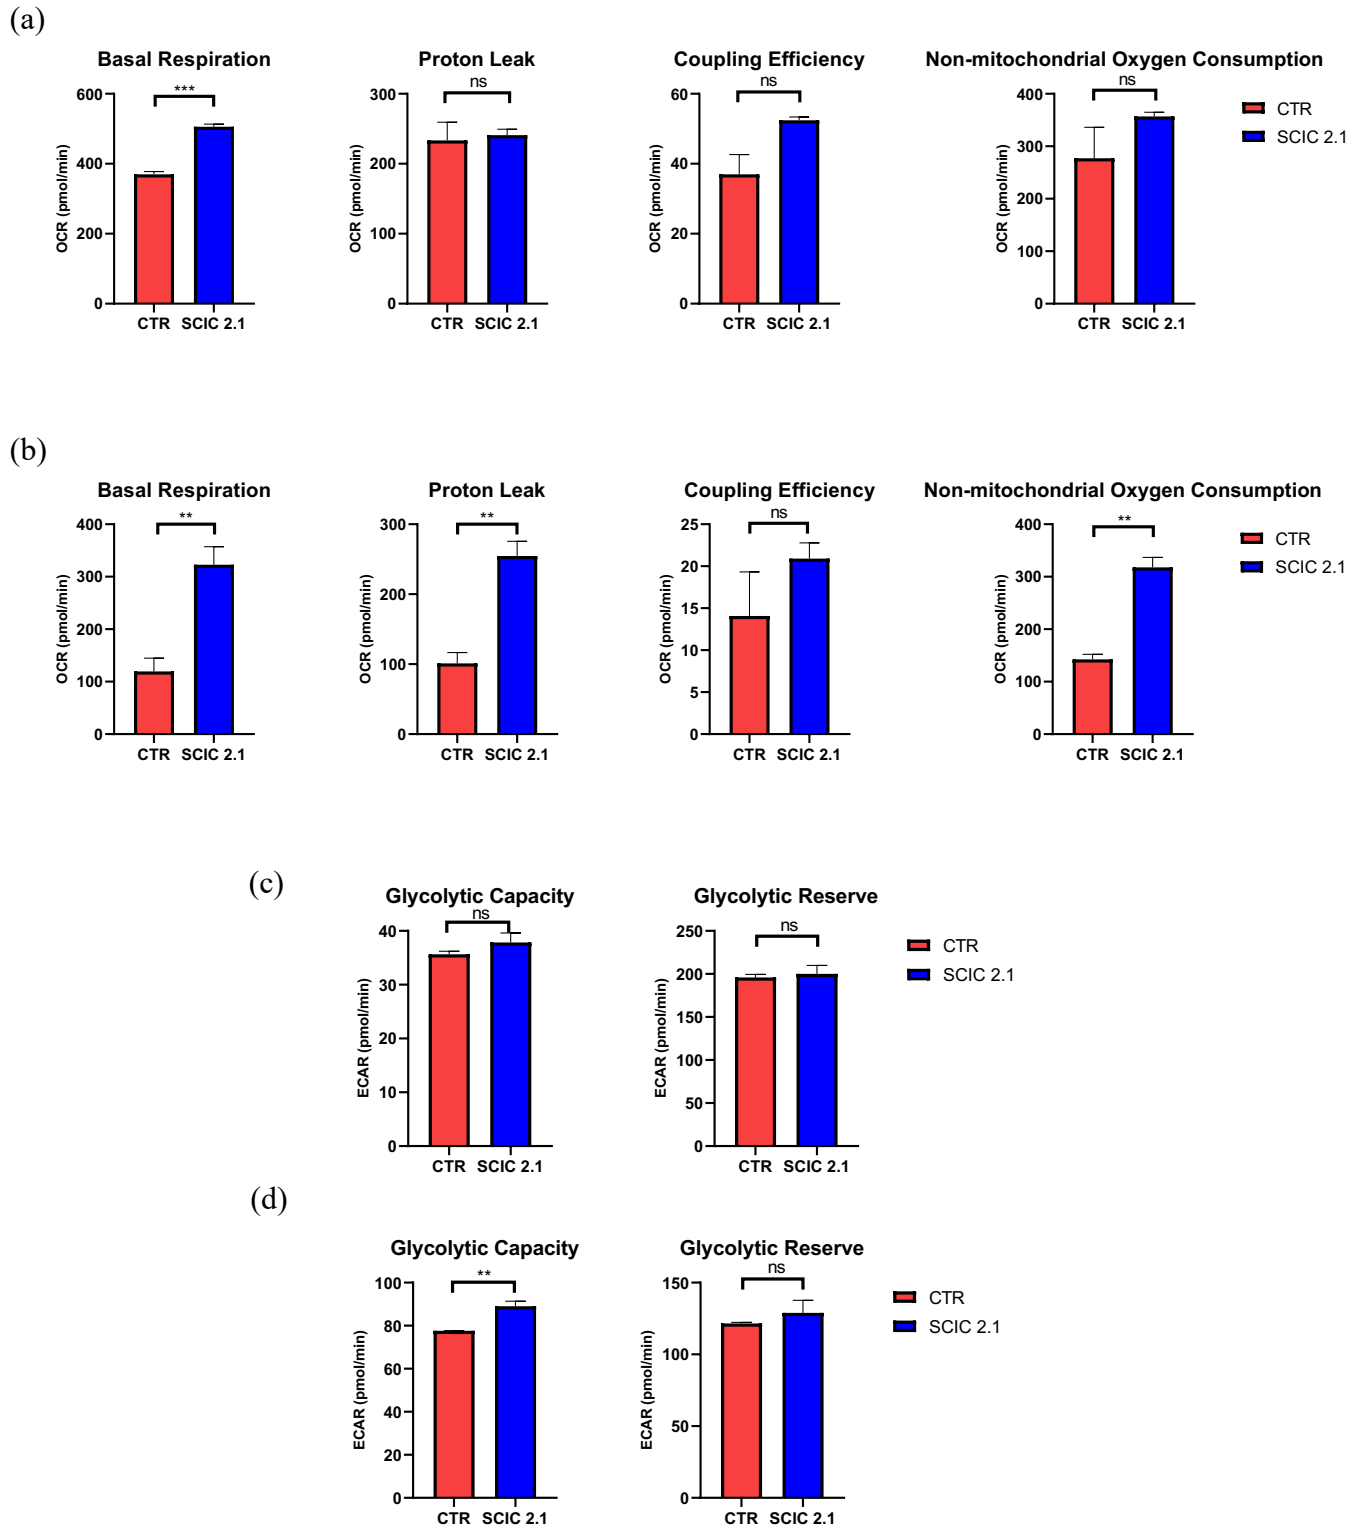 (a)
Basal Respiration
***
OCR (pmol/min)
600
400
200
0
CTR SCIC 2.1
Proton Leak
ns
OCR (pmol/min)
300
200
100
0
CTR SCIC 2.1
Coupling Efficiency
ns
OCR (pmol/min)
60
40
20
0
CTR SCIC 2.1
Non-mitochondrial Oxygen Consumption
ns
OCR (pmol/min)
400
300
200
100
0
CTR SCIC 2.1
CTR
SCIC 2.1
(b)
Basal Respiration
**
OCR (pmol/min)
400
300
200
100
0
CTR SCIC 2.1
Proton Leak
**
OCR (pmol/min)
300
200
100
0
CTR SCIC 2.1
Coupling Efficiency
ns
OCR (pmol/min)
25
20
15
10
5
0
CTR SCIC 2.1
Non-mitochondrial Oxygen Consumption
**
OCR (pmol/min)
400
300
200
100
0
CTR SCIC 2.1
CTR
SCIC 2.1
(c)
Glycolytic Capacity
ns
ECAR (pmol/min)
40
30
20
10
0
CTR SCIC 2.1
Glycolytic Reserve
ns
ECAR (pmol/min)
250
200
150
100
50
0
CTR SCIC 2.1
CTR
SCIC 2.1
(d)
Glycolytic Capacity
**
ECAR (pmol/min)
100
80
60
40
20
0
CTR SCIC 2.1
Glycolytic Reserve
ns
ECAR (pmol/min)
150
100
50
0
CTR SCIC 2.1
CTR
SCIC 2.1